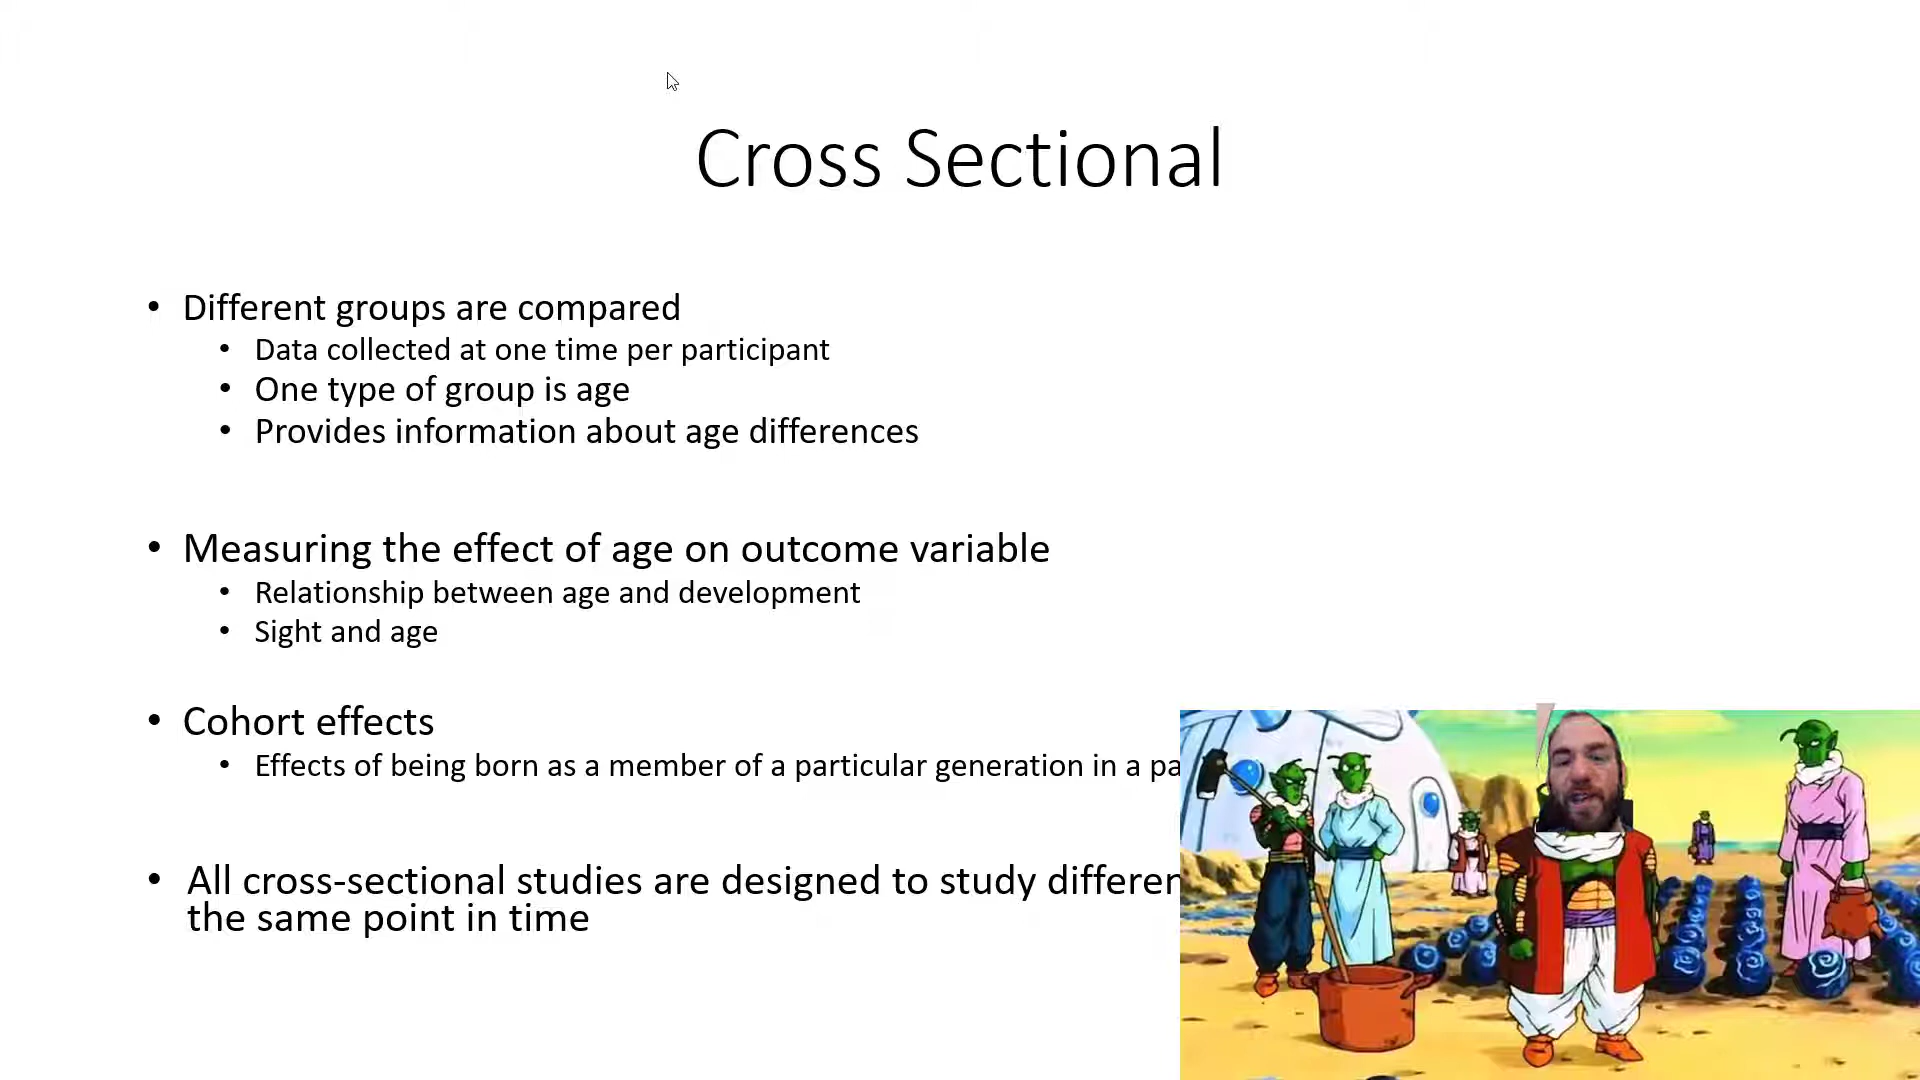 Cross Sectional
• Different groups are compared
• Data collected at one time per participant
• One type of group is age
• Provides information about age differences
• Measuring the effect of age on outcome variable
• Relationship between age and development
• Sight and age
• Cohort effects
• Effects of being born as a member of a particular generation in a
• All cross-sectional studies are designed to study
the same point in time